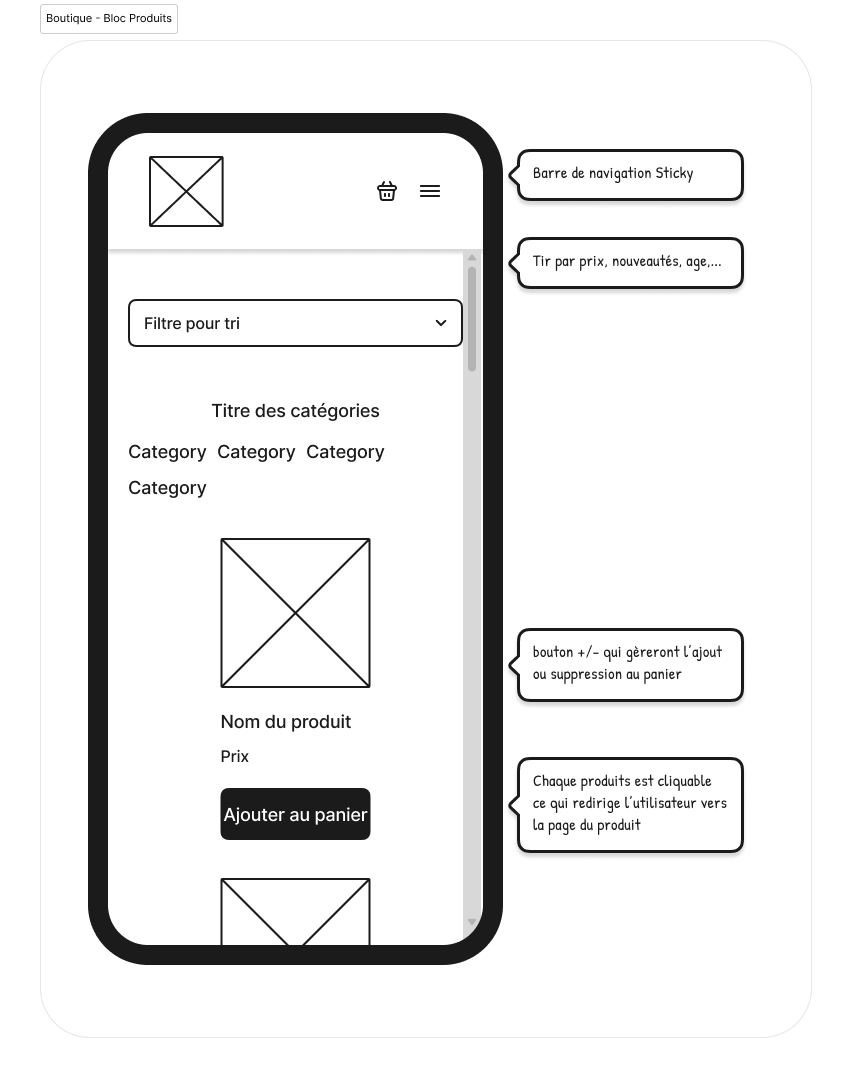 Boutique - Bloc Produits
Barre de navigation Sticky
Tir par prix, nouveautés, age,...
Filtre pour tri
Titre des catégories
Category Category Category
Category
bouton +/- qui gèreront l'ajout
ou suppression au panier
Nom du produit
Prix
Chaque produits est cliquable
ce qui redirige l'utilisateur vers
la page du produit
Ajouter au panier